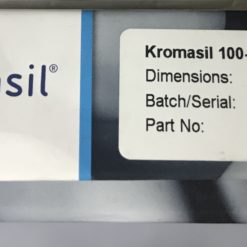 sil®
Kromasil 100-
Dimensions:
Batch/Serial:
Part No: